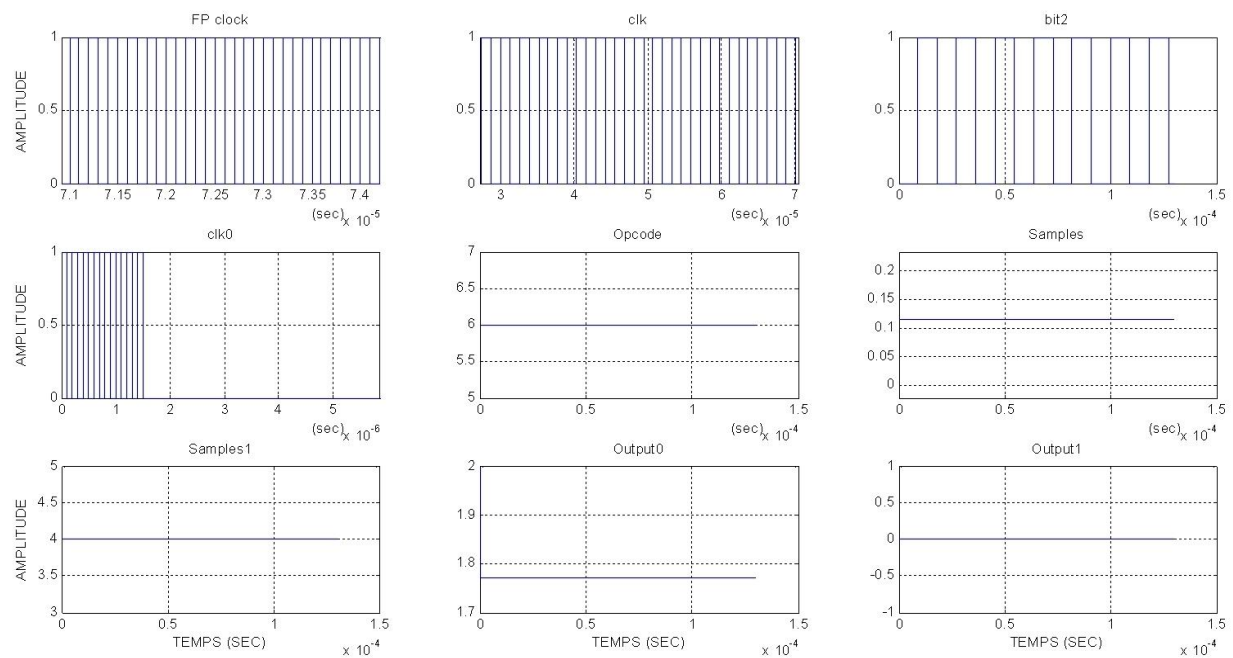 FP clock
clk
bit2
AMPLITUDE
1
0.5
0
7.1 7.15 7.2 7.25 7.3 7.35 7.4
(sec) x 10^-5
1
0.5
0
3 4 5 6 7
(sec) x 10^-5
1
0.5
0
0 0.5 1 1.5
(sec) x 10^-4
clk0
Opcode
Samples
AMPLITUDE
1
0.5
0
0 1 2 3 4 5
(sec) x 10^-6
7
6.5
6
5.5
5
0 0.5 1 1.5
(sec) x 10^-4
0.2
0.15
0.1
0.05
0
0 0.5 1 1.5
(sec) x 10^-4
Samples1
Output0
Output1
AMPLITUDE
5
4.5
4
3.5
3
0 0.5 1 1.5
TEMPS (SEC)
x 10^-4
2
1.9
1.8
1.7
0 0.5 1 1.5
TEMPS (SEC)
x 10^-4
1
0.5
0
-0.5
-1
0 0.5 1 1.5
TEMPS (SEC)
x 10^-4